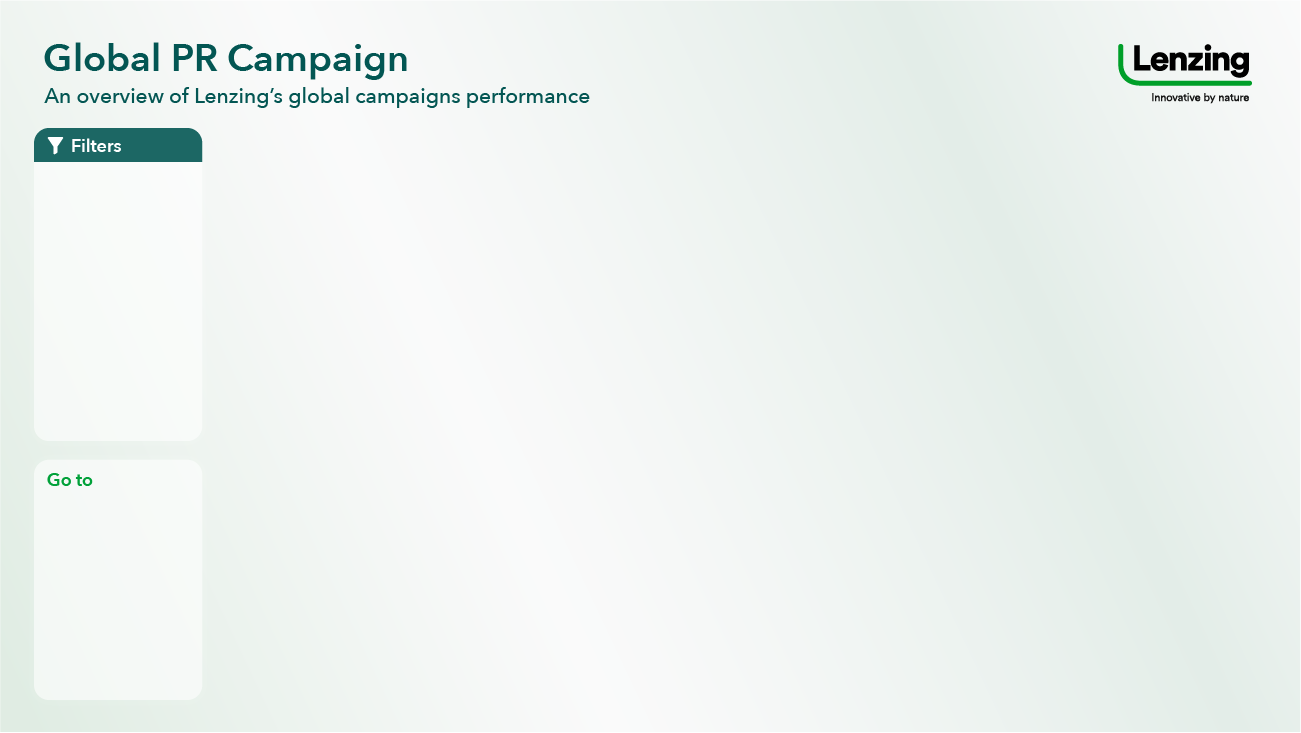 Global PR Campaign
An overview of Lenzing’s global campaigns performance
Lenzing
Innovative by nature
Filters
Go to